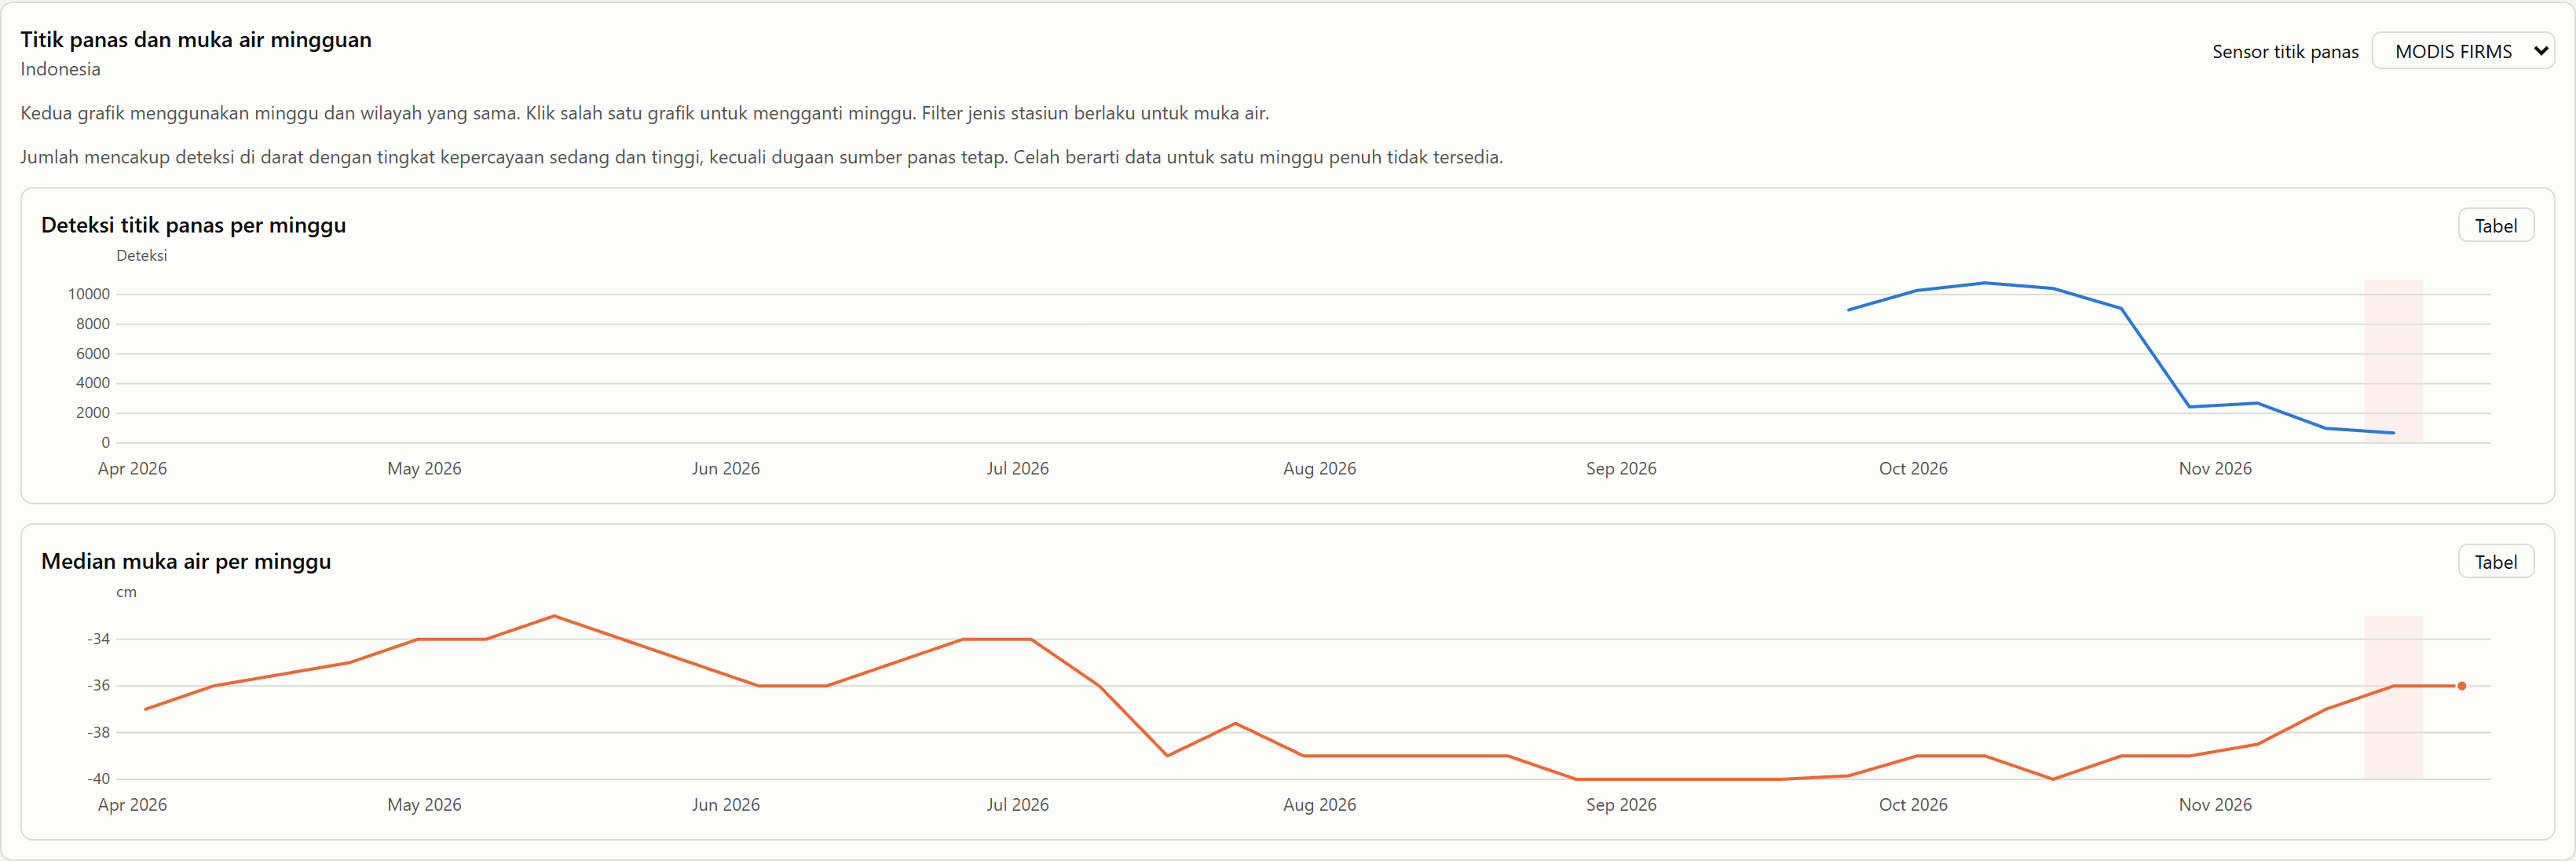 Titik panas dan muka air mingguan
Indonesia
Sensor titik panas
MODIS FIRMS
Kedua grafik menggunakan minggu dan wilayah yang sama. Klik salah satu grafik untuk mengganti minggu. Filter jenis stasiun berlaku untuk muka air.
Jumlah mencakup deteksi di darat dengan tingkat kepercayaan sedang dan tinggi, kecuali dugaan sumber panas tetap. Celah berarti data untuk satu minggu penuh tidak tersedia.
Deteksi titik panas per minggu
Tabel
Deteksi
10000
8000
6000
4000
2000
0
Apr 2026 May 2026 Jun 2026 Jul 2026 Aug 2026 Sep 2026 Oct 2026 Nov 2026
Median muka air per minggu
Tabel
cm
-34
-36
-38
-40
Apr 2026 May 2026 Jun 2026 Jul 2026 Aug 2026 Sep 2026 Oct 2026 Nov 2026